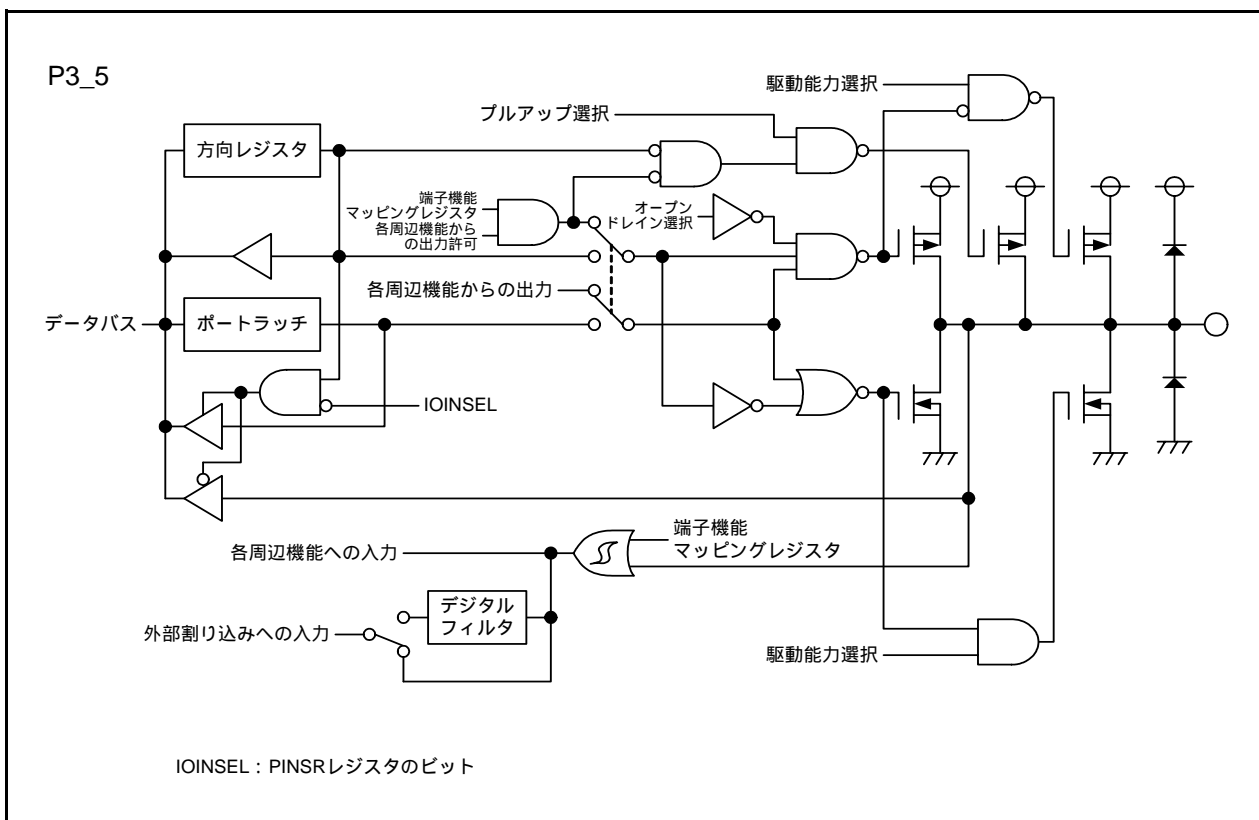 P3_5
駆動能力選択
プルアップ選択
方向レジスタ
端子機能
マッピングレジスタ
各周辺機能から
の出力許可
オープン
ドレイン選択
各周辺機能からの出力
データバス
ポートラッチ
IOINSEL
端子機能
マッピングレジスタ
各周辺機能への入力
デジタル
フィルタ
外部割り込みへの入力
駆動能力選択
IOINSEL : PINSRレジスタのビット